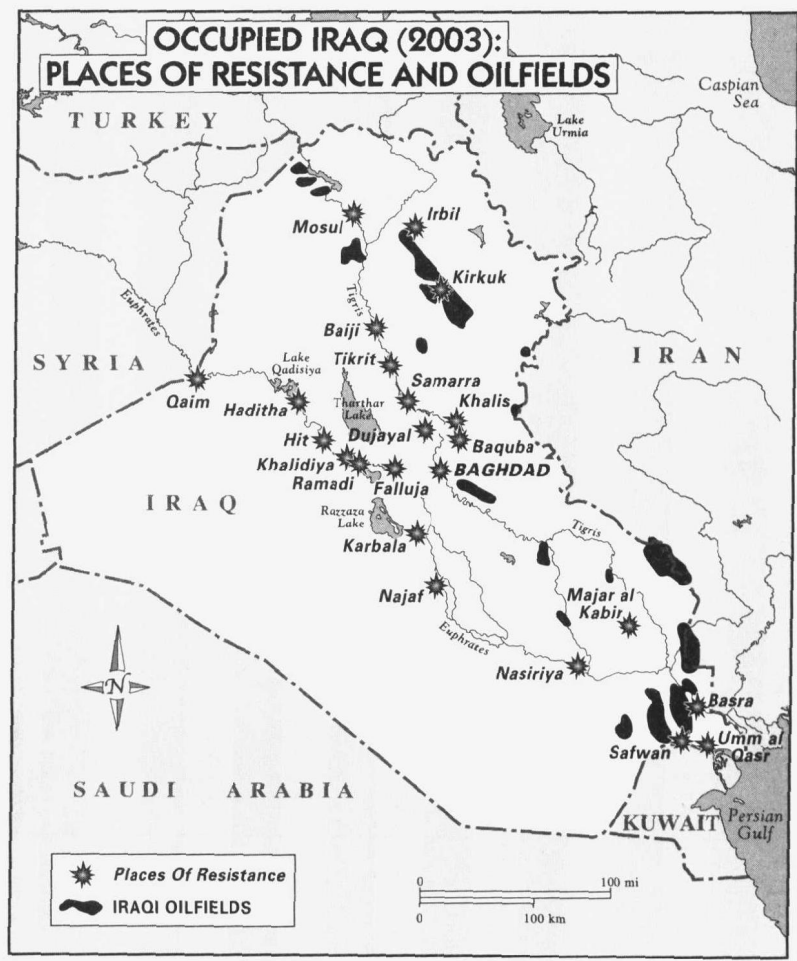 OCCUPIED IRAQ (2003):
PLACES OF RESISTANCE AND OILFIELDS
Caspian
Sea
TURKEY
Lake
Urmia
Mosul
Irbil
Kirkuk
Euphrates
Tigris
Baiji
SYRIA
Lake
Qadisiya
Tikrit
IRAN
Qaim
Haditha
Tharthar
Lake
Samarra
Khalis
Hit
Dujayal
Baquba
Khalidiya
Ramadi
Falluja
BAGHDAD
IRAQ
Razzaza
Lake
Karbala
Tigris
Najaf
Majar al
Kabir
Euphrates
Nasiriya
N
Basra
Safwan
Umm al
Qasr
SAUDI ARABIA
KUWAIT
Persian
Gulf
Places Of Resistance
IRAQI OILFIELDS
0 100 mi
0 100 km